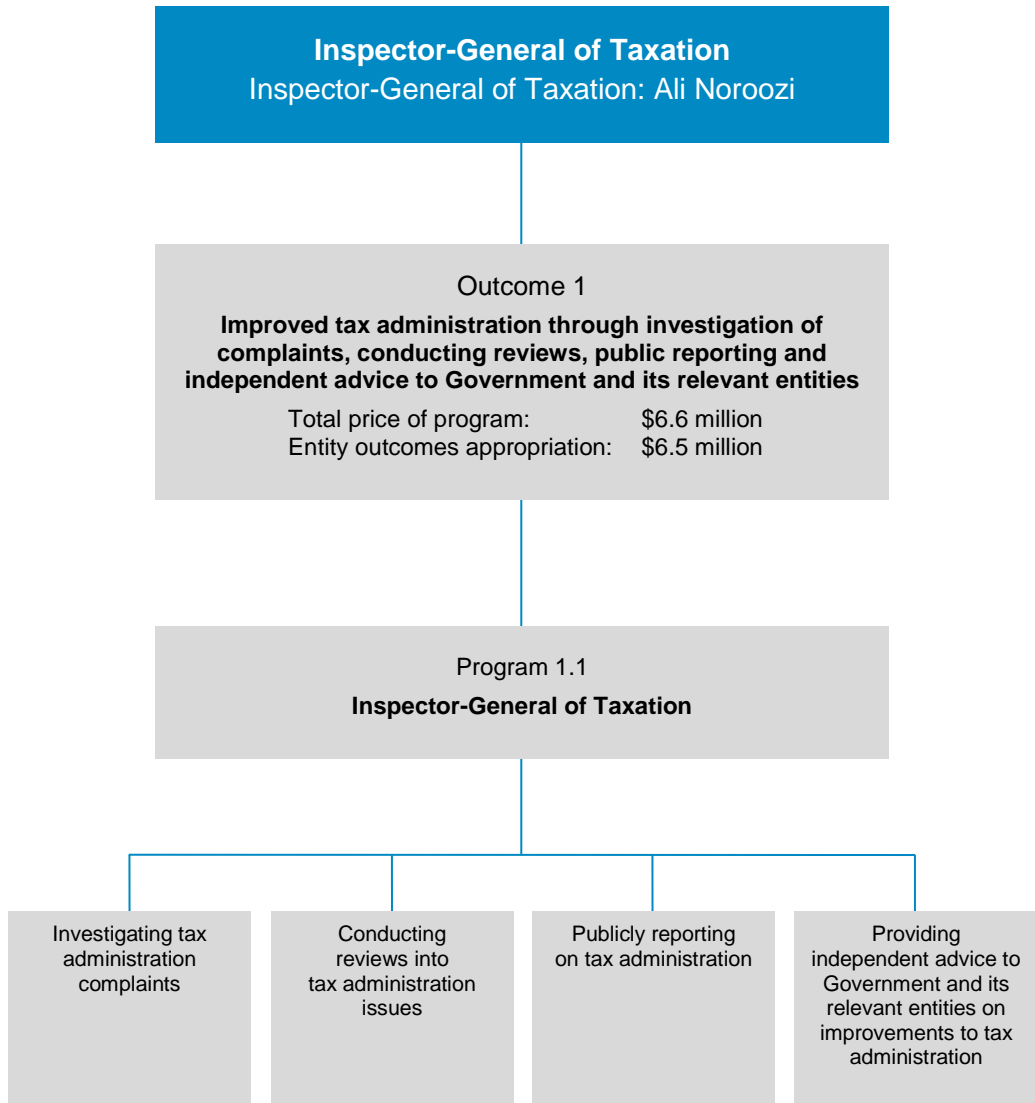 Inspector-General of Taxation
Inspector-General of Taxation: Ali Noroozi
Outcome 1
Improved tax administration through investigation of
complaints, conducting reviews, public reporting and
independent advice to Government and its relevant entities
Total price of program: $6.6 million
Entity outcomes appropriation: $6.5 million
Program 1.1
Inspector-General of Taxation
Investigating tax
administration
complaints
Conducting
reviews into
tax administration
issues
Publicly reporting
on tax administration
Providing
independent advice to
Government and its
relevant entities on
improvements to tax
administration